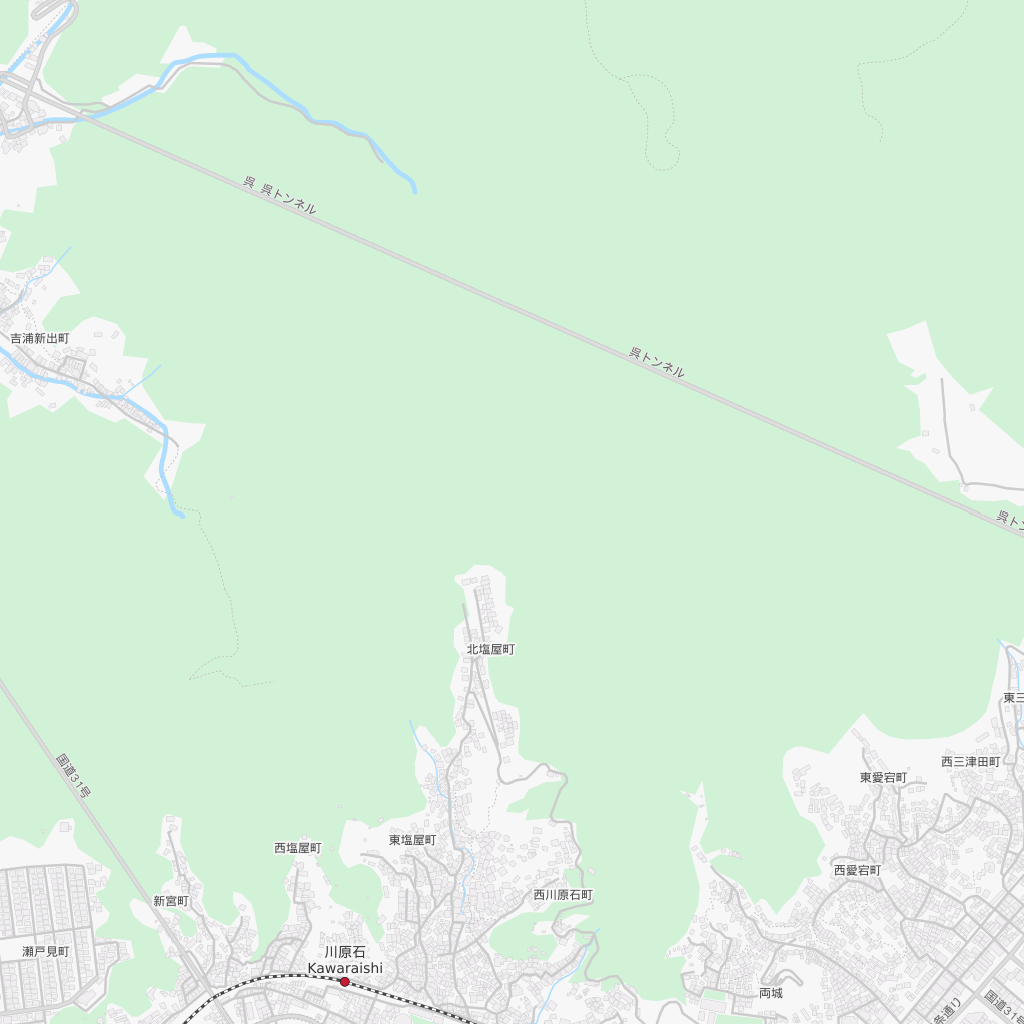 呉 呉トンネル
吉浦新出町
呉トンネル
呉トン
北塩屋町
東三
国道31号
西三津田町
東愛宕町
東塩屋町
西塩屋町
西愛宕町
西川原石町
新宮町
瀬戸見町
川原石
Kawaraishi
両城
条通り
国道31号